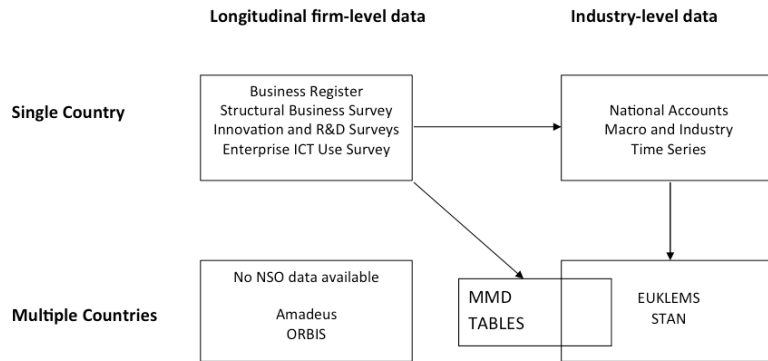 Longitudinal firm-level data
Industry-level data
Single Country
Business Register
Structural Business Survey
Innovation and R&D Surveys
Enterprise ICT Use Survey
National Accounts
Macro and Industry
Time Series
Multiple Countries
No NSO data available
Amadeus
ORBIS
MMD
TABLES
EUKLEMS
STAN